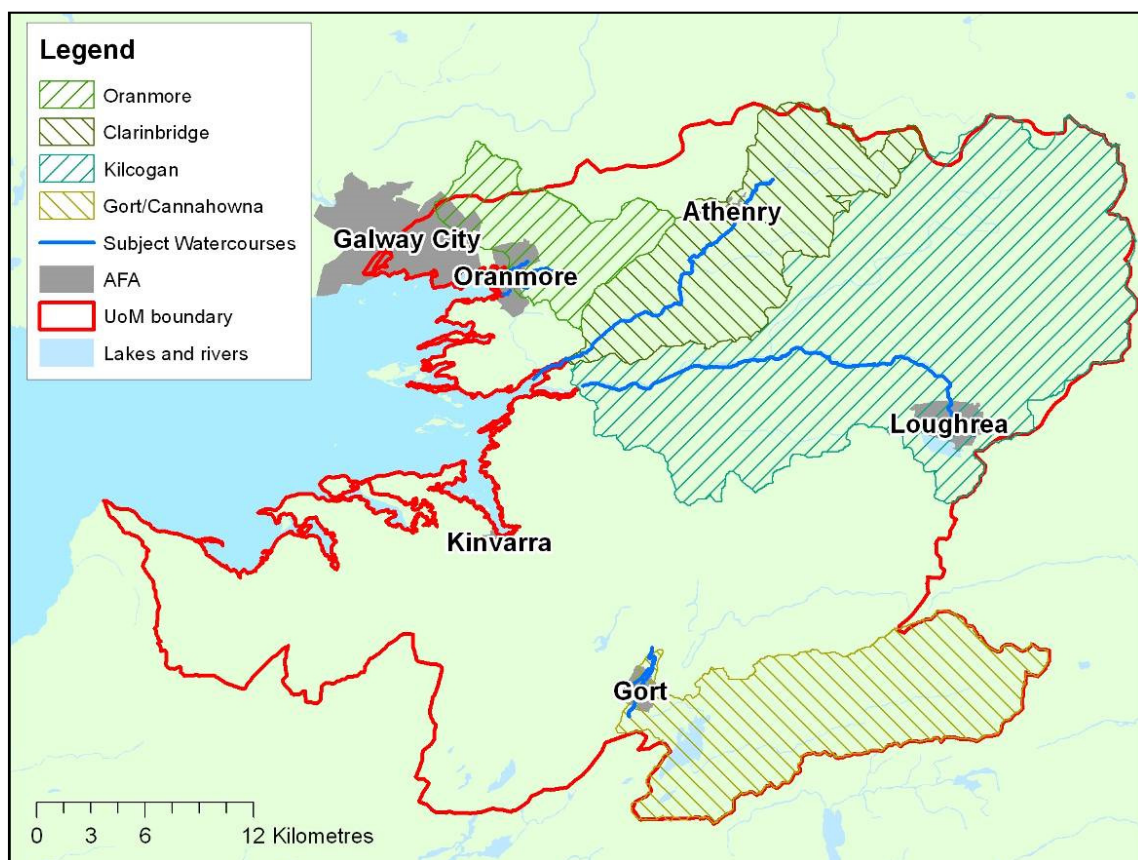 Legend
Oranmore
Clarinbridge
Kilcogan
Gort/Cannahowna
Subject Watercourses
AFA
UoM boundary
Lakes and rivers
Athenry
Galway City
Oranmore
Loughrea
Kinvarra
Gort
0 3 6 12 Kilometres